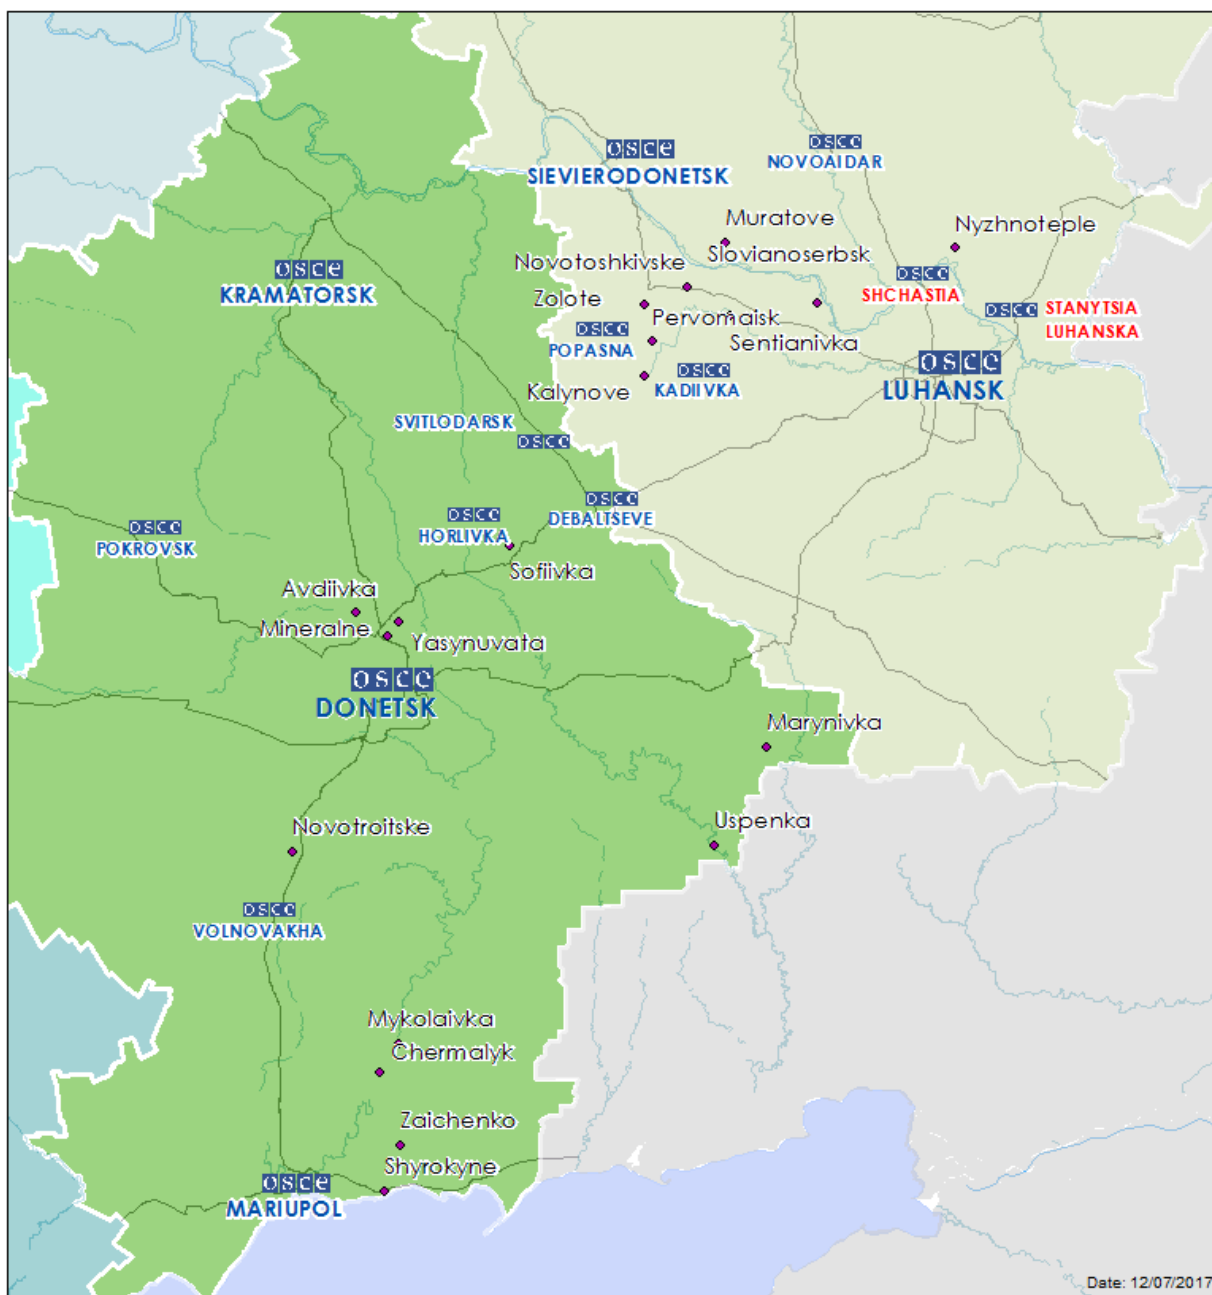 osce
NOVOAIDAR
osce
SIEVIERODONETSK
Muratove
Nyzhnoteple
Slovianoserbsk
Novotoshkivske
osce
KRAMATORSK
osce
SHCHASTIA
Zolote
Pervomaisk
osce
STANYTSIA
LUHANSKA
osce
POPASNA
Sentianivka
osce
LUHANSK
Kalynove
osce
KADIIVKA
SVITLODARSK
osce
osce
DEBALTSEVE
osce
HORLIVKA
osce
POKROVSK
Sofiivka
Avdiivka
Mineralne
Yasynuvata
osce
DONETSK
Marynivka
Uspenka
Novotroitske
osce
VOLNOVAKHA
Mykolaivka
Chermalyk
Zaichenko
Shyrokyne
osce
MARIUPOL
Date: 12/07/2017